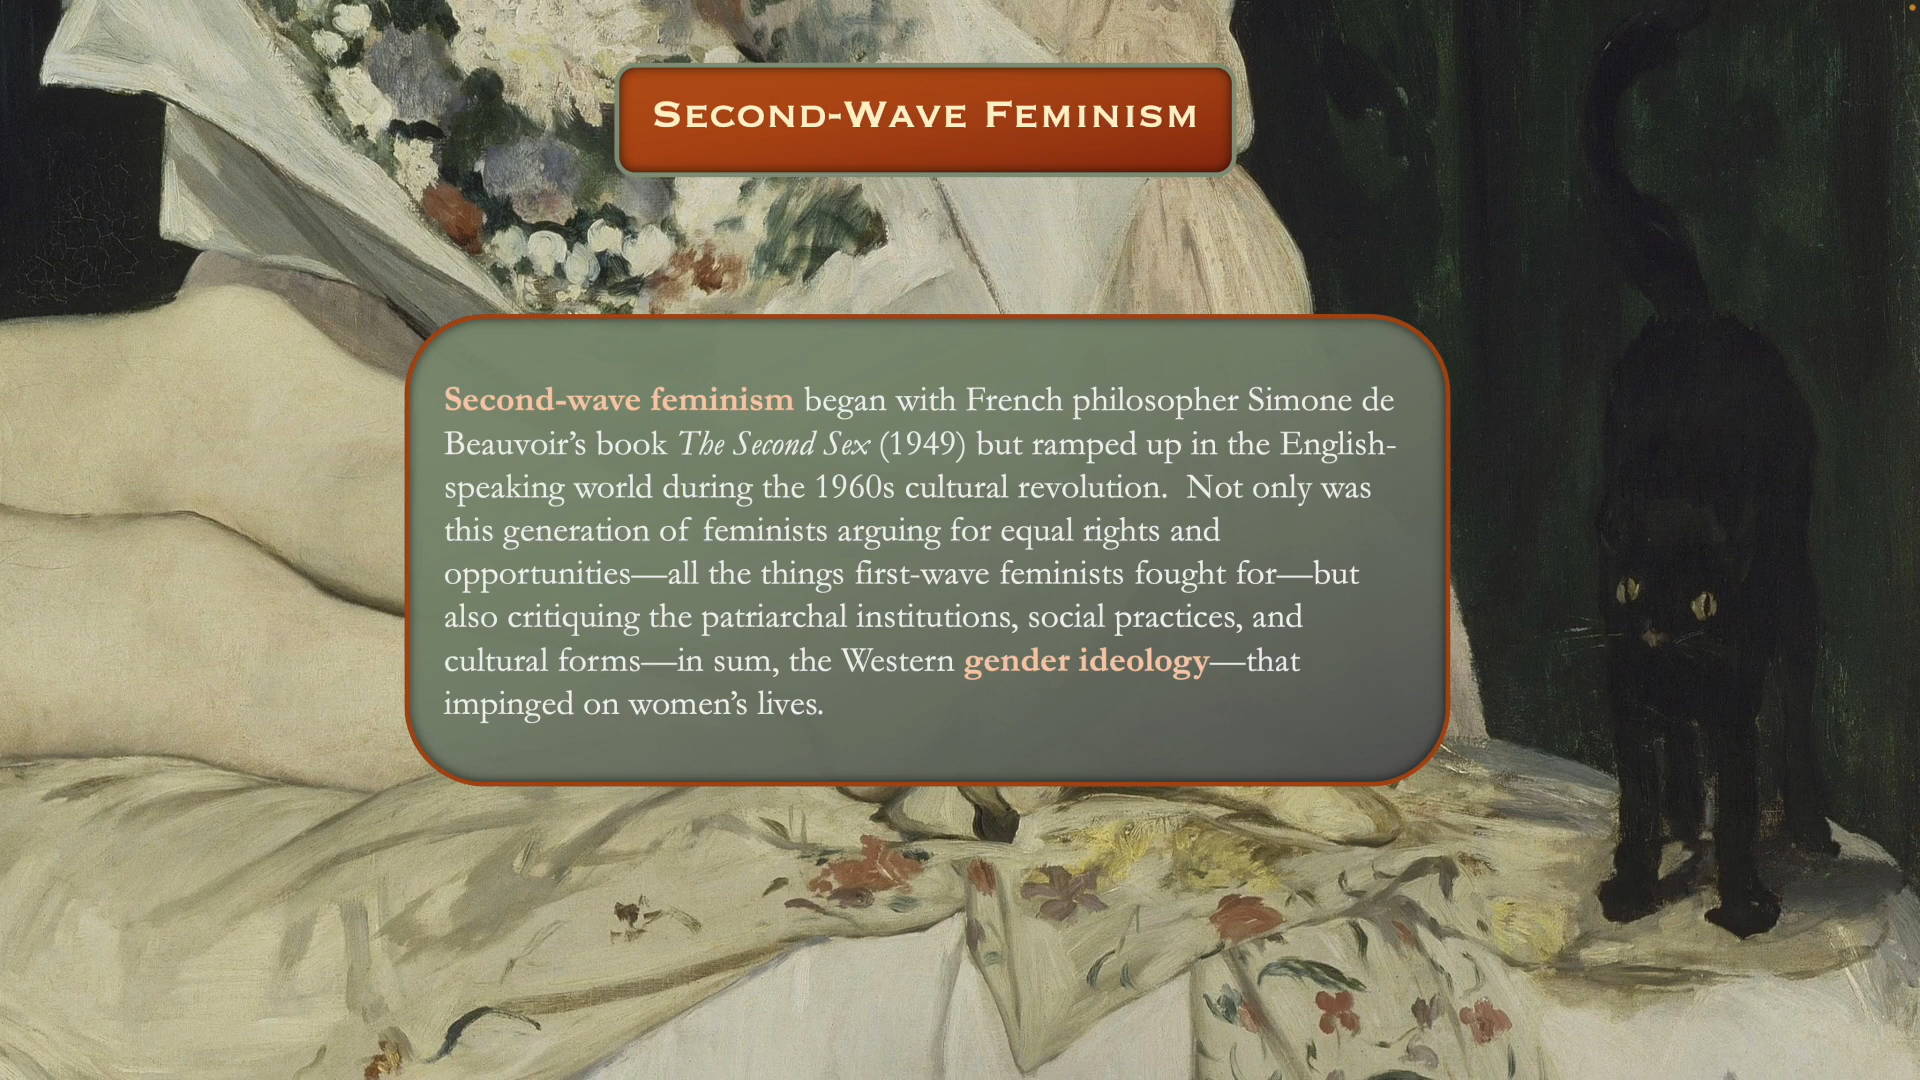 Second-Wave Feminism
Second-wave feminism began with French philosopher Simone de
Beauvoir’s book The Second Sex (1949) but ramped up in the English-
speaking world during the 1960s cultural revolution.  Not only was
this generation of feminists arguing for equal rights and
opportunities—all the things first-wave feminists fought for—but
also critiquing the patriarchal institutions, social practices, and
cultural forms—in sum, the Western gender ideology—that
impinged on women’s lives.